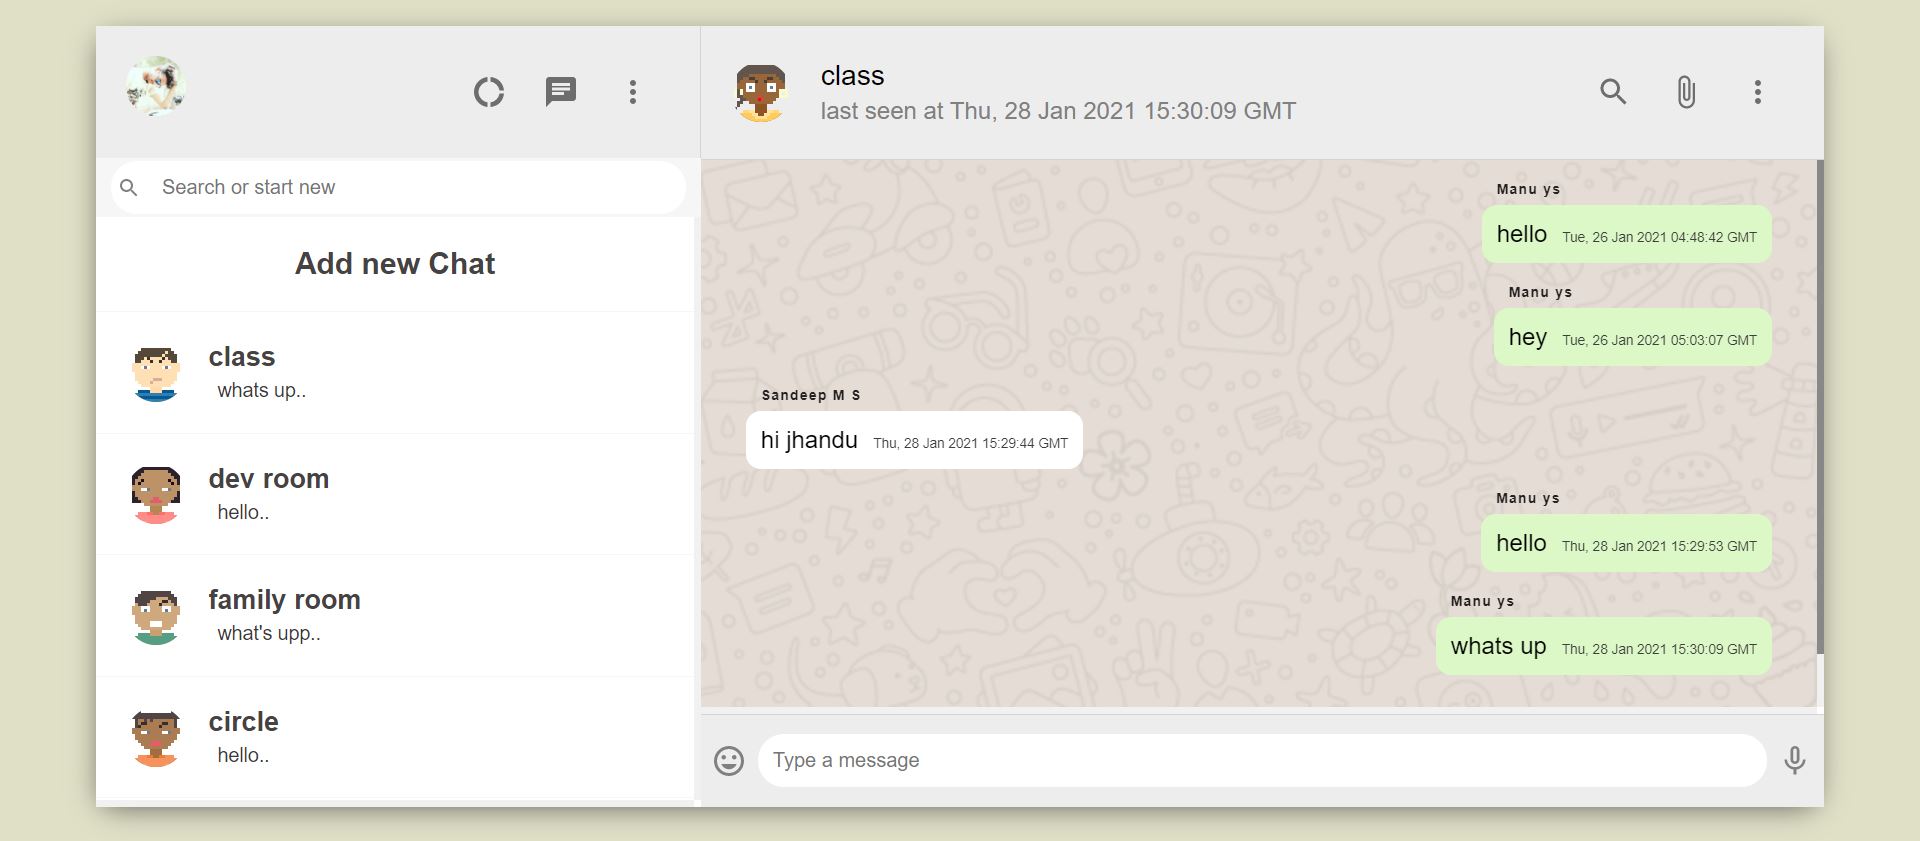 class
last seen at Thu, 28 Jan 2021 15:30:09 GMT
Search or start new
Add new Chat
class
whats up..
dev room
hello..
family room
what's upp..
circle
hello..
Manu ys
hello Tue, 26 Jan 2021 04:48:42 GMT
Manu ys
hey Tue, 26 Jan 2021 05:03:07 GMT
Sandeep M S
hi jhandu Thu, 28 Jan 2021 15:29:44 GMT
Manu ys
hello Thu, 28 Jan 2021 15:29:53 GMT
Manu ys
whats up Thu, 28 Jan 2021 15:30:09 GMT
Type a message